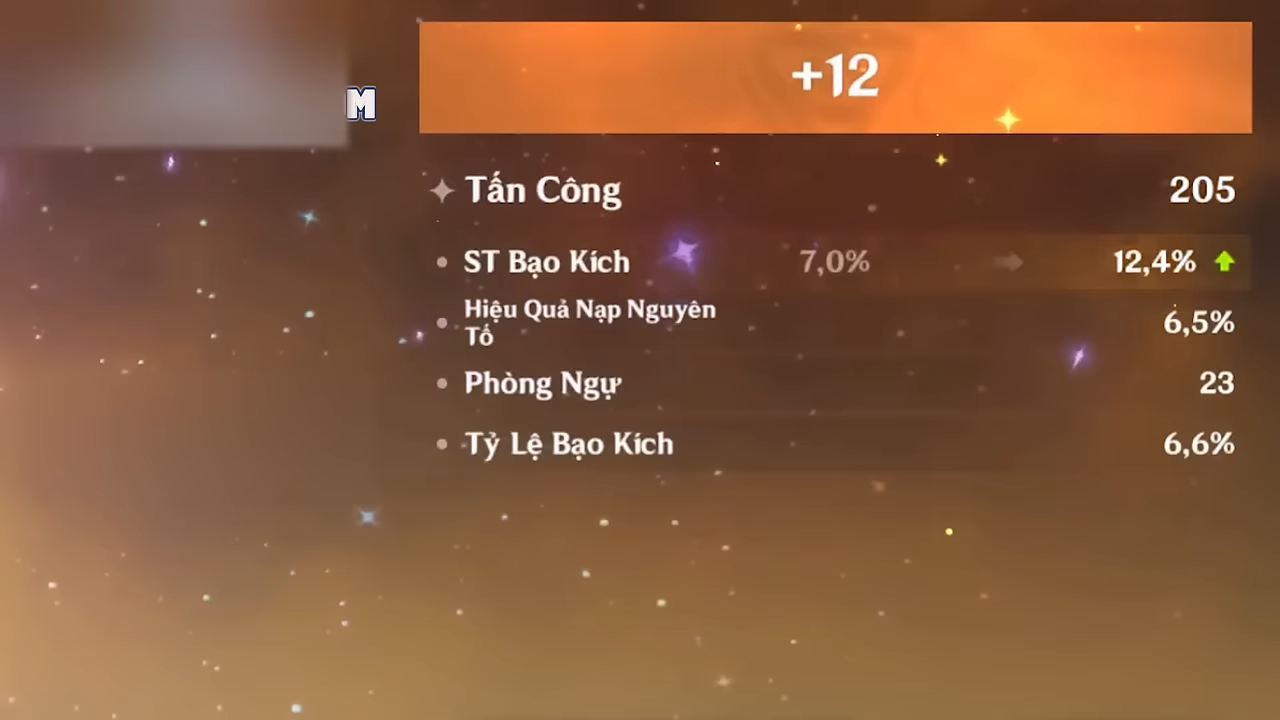 M
+12
Tấn Công 205
ST Bạo Kích 7,0% 12,4%
Hiệu Quả Nạp Nguyên
Tố 6,5%
Phòng Ngự 23
Tỷ Lệ Bạo Kích 6,6%